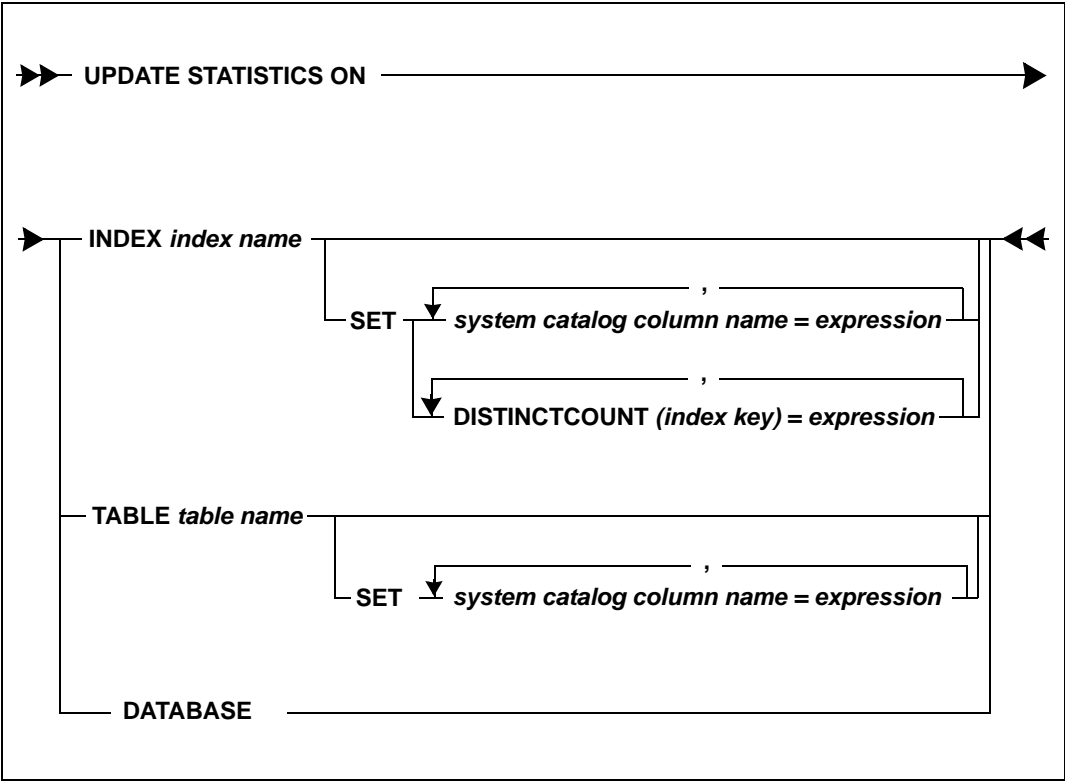 UPDATE STATISTICS ON
INDEX index name
,
SET system catalog column name = expression
,
DISTINCTCOUNT (index key) = expression
TABLE table name
,
SET system catalog column name = expression
DATABASE